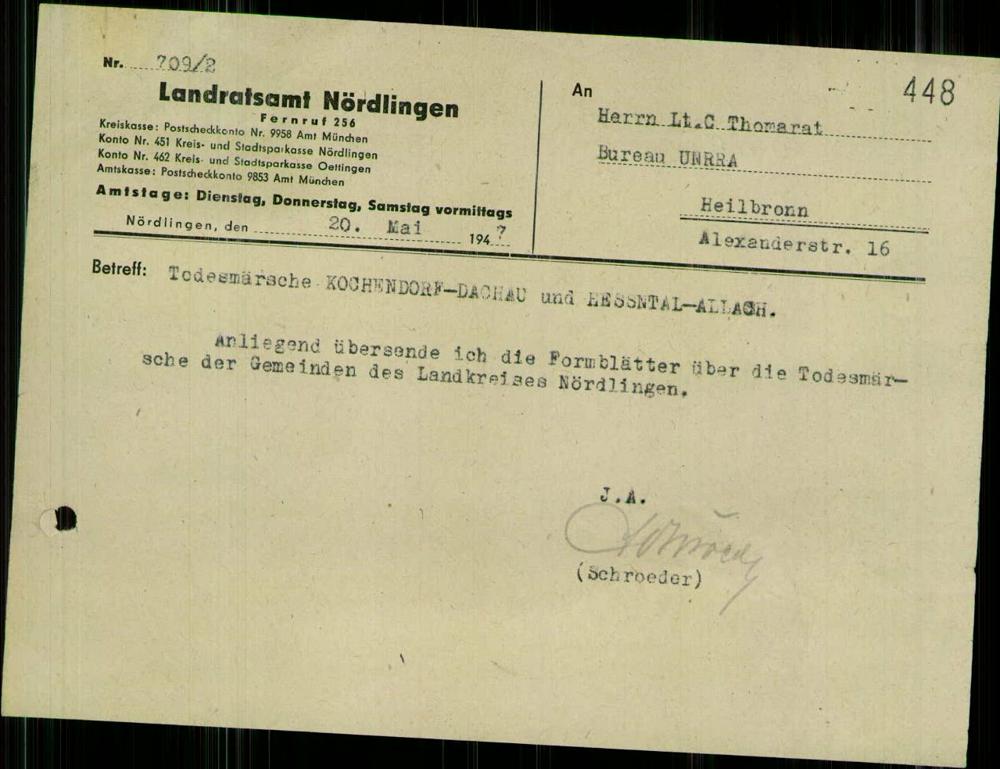 Nr. 709/2
Landratsamt Nördlingen
Fernruf 256
Kreiskasse: Postscheckkonto Nr. 9958 Amt München
Konto Nr. 451 Kreis- und Stadtsparkasse Nördlingen
Konto Nr. 462 Kreis- und Stadtsparkasse Oettingen
Amtskasse: Postscheckkonto 9853 Amt München
Amtstage: Dienstag, Donnerstag, Samstag vormittags
Nördlingen, den 20. Mai 1947
448
An
Herrn Lt.C Thomarat
Bureau UNRRA
Heilbronn
Alexanderstr. 16
Betreff: Todesmärsche KOCHENDORF-DACHAU und HESSNTAL-ALLACH.
Anliegend übersende ich die Formblätter über die Todesmär-
sche der Gemeinden des Landkreises Nördlingen.
J.A.
(Schroeder)